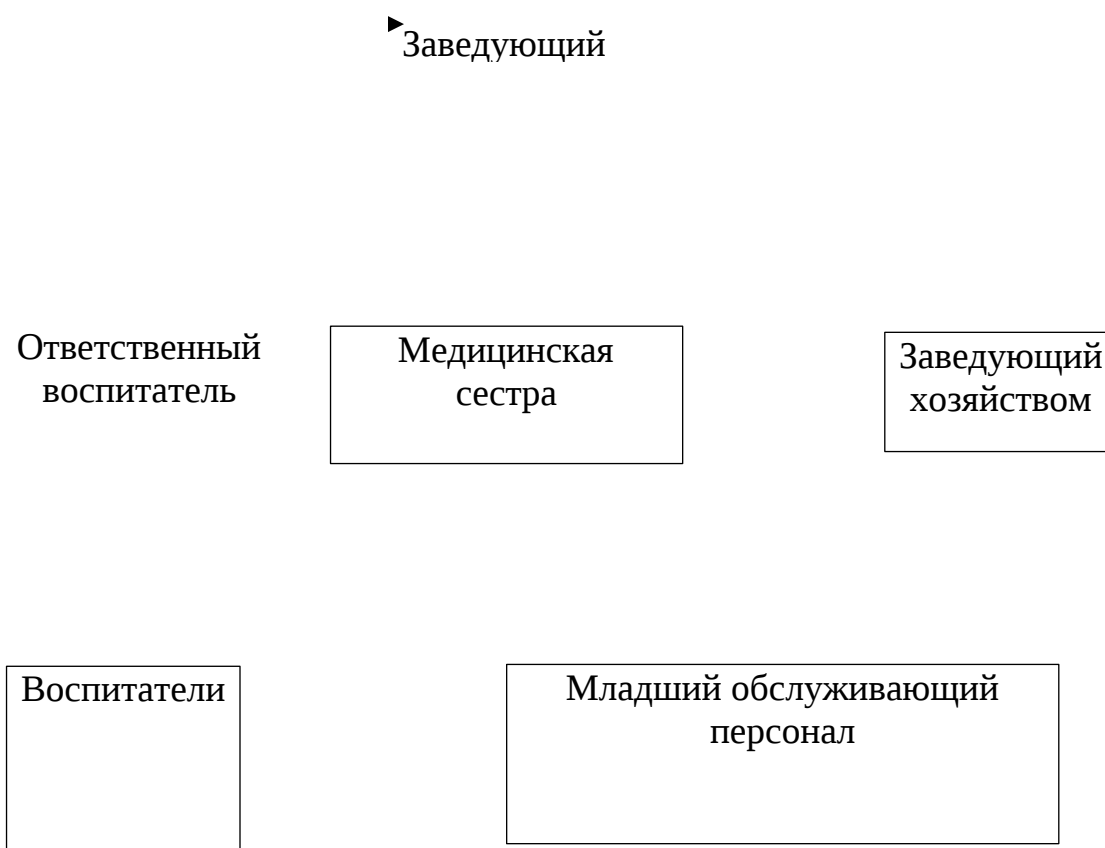 Заведующий
Ответственный
воспитатель
Медицинская
сестра
Заведующий
хозяйством
Воспитатели
Младший обслуживающий
персонал